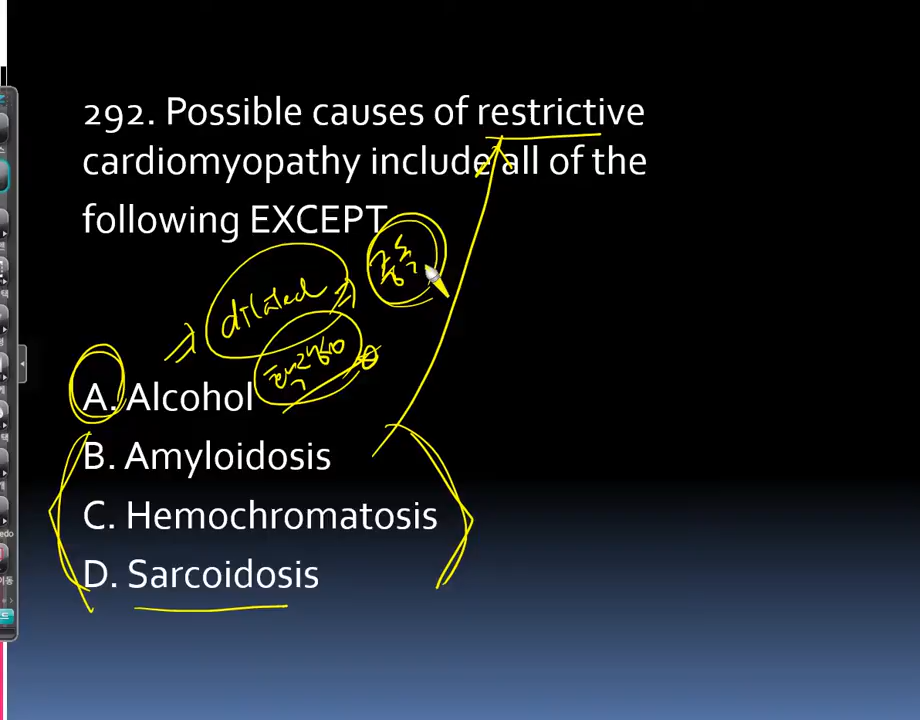 292. Possible causes of restrictive
cardiomyopathy include all of the
following EXCEPT
dilated
A. Alcohol
B. Amyloidosis
C. Hemochromatosis
D. Sarcoidosis